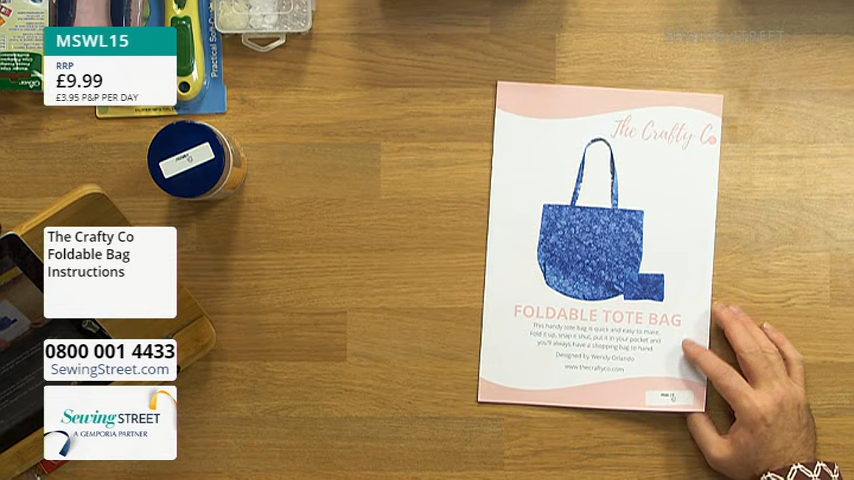 MSWL15
RRP
£9.99
£3.95 P&P PER DAY
The Crafty Co
Foldable Bag
Instructions
0800 001 4433
SewingStreet.com
Sewing STREET
A GEMPORIA PARTNER
The Crafty Co
FOLDABLE TOTE BAG
This handy tote bag is quick and easy to make.
Fold it up, snap it shut, put it in your pocket and
you'll always have a shopping bag to hand.
Designed by Wendy Orlando
www.thecraftyco.com